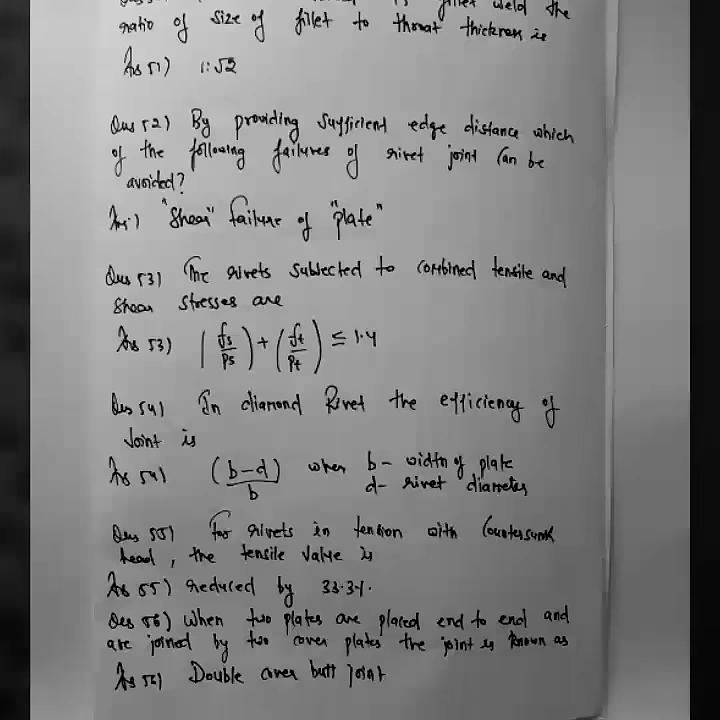 fillet weld the
ratio of size of fillet to throat thickness is
Ans 51) 1:√2
Ques 52) By providing sufficient edge distance which
of the following failures of rivet joint Can be
avoided?
Ans:) "Shear" failure of "plate"
Ques 53) The rivets subjected to combined tensile and
shear stresses are
Ans 53) (fs/Ps) + (ft/Pt) ≤ 1.4
Ques 54) In diamond Rivet the efficiency of
Joint is
Ans 54) (b-d)/b when b- width of plate
d- rivet diameter
Ques 55) For rivets in tension with Countersunk
head, the tensile value is
Ans 55) reduced by 33.3%.
Ques 56) When two plates are placed end to end and
are joined by two cover plates the joint is known as
Ans 56) Double cover butt joint